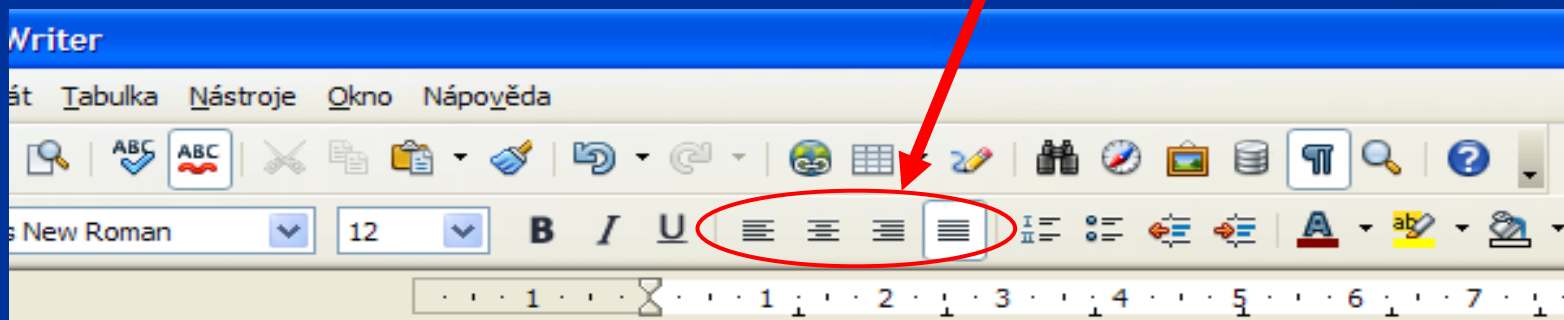 Writer
át Tabulka Nástroje Okno Nápověda
ABC ABC
s New Roman 12 B I U A ab
1 1 2 3 4 5 6 7